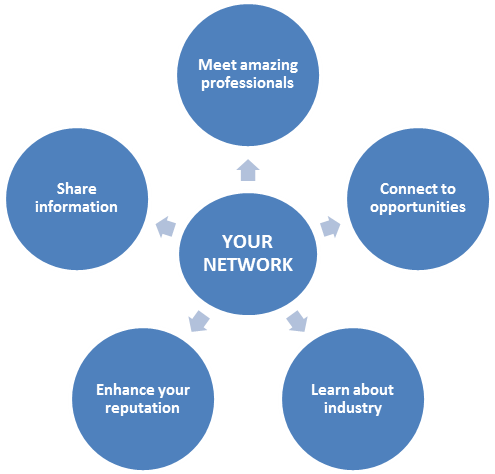 Meet amazing
professionals
Share
information
Connect to
opportunities
YOUR
NETWORK
Enhance your
reputation
Learn about
industry